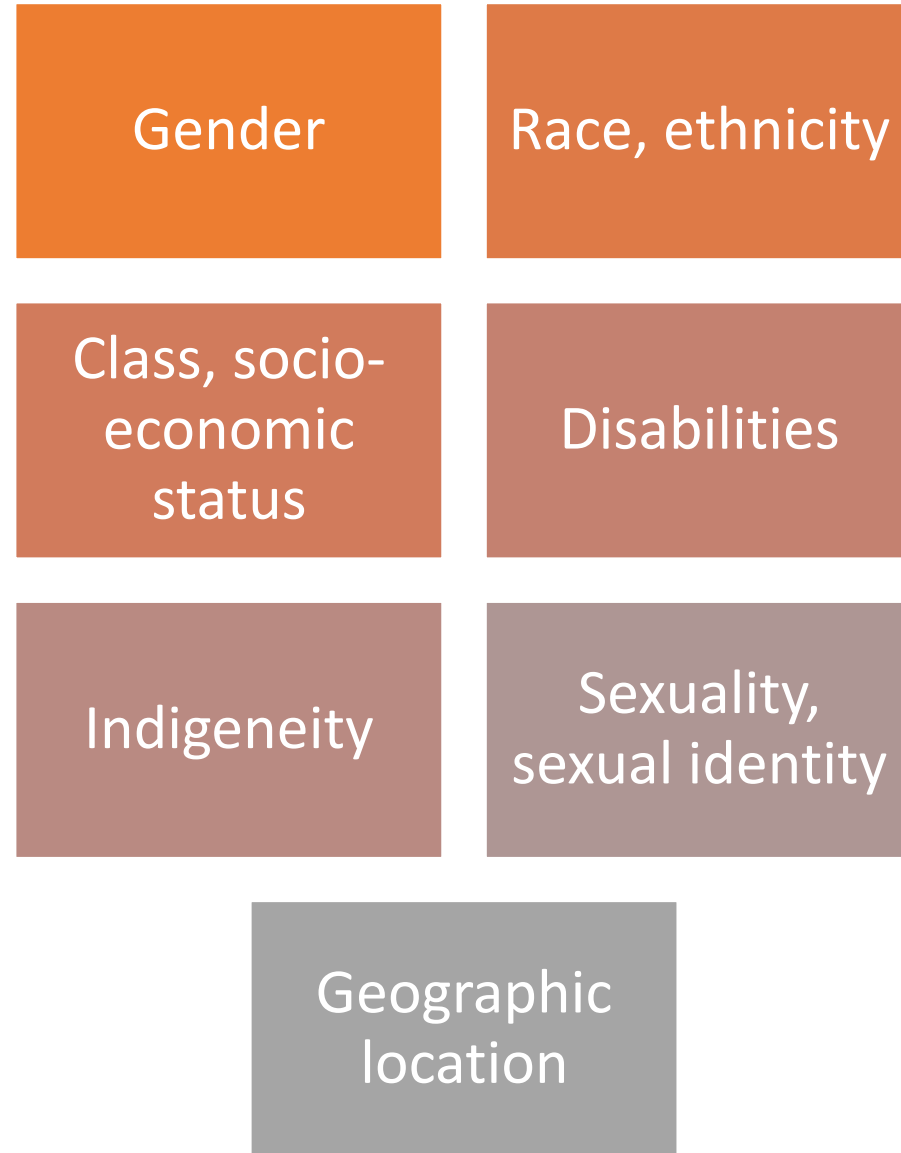 Gender
Race, ethnicity
Class, socio-
economic
status
Disabilities
Indigeneity
Sexuality,
sexual identity
Geographic
location